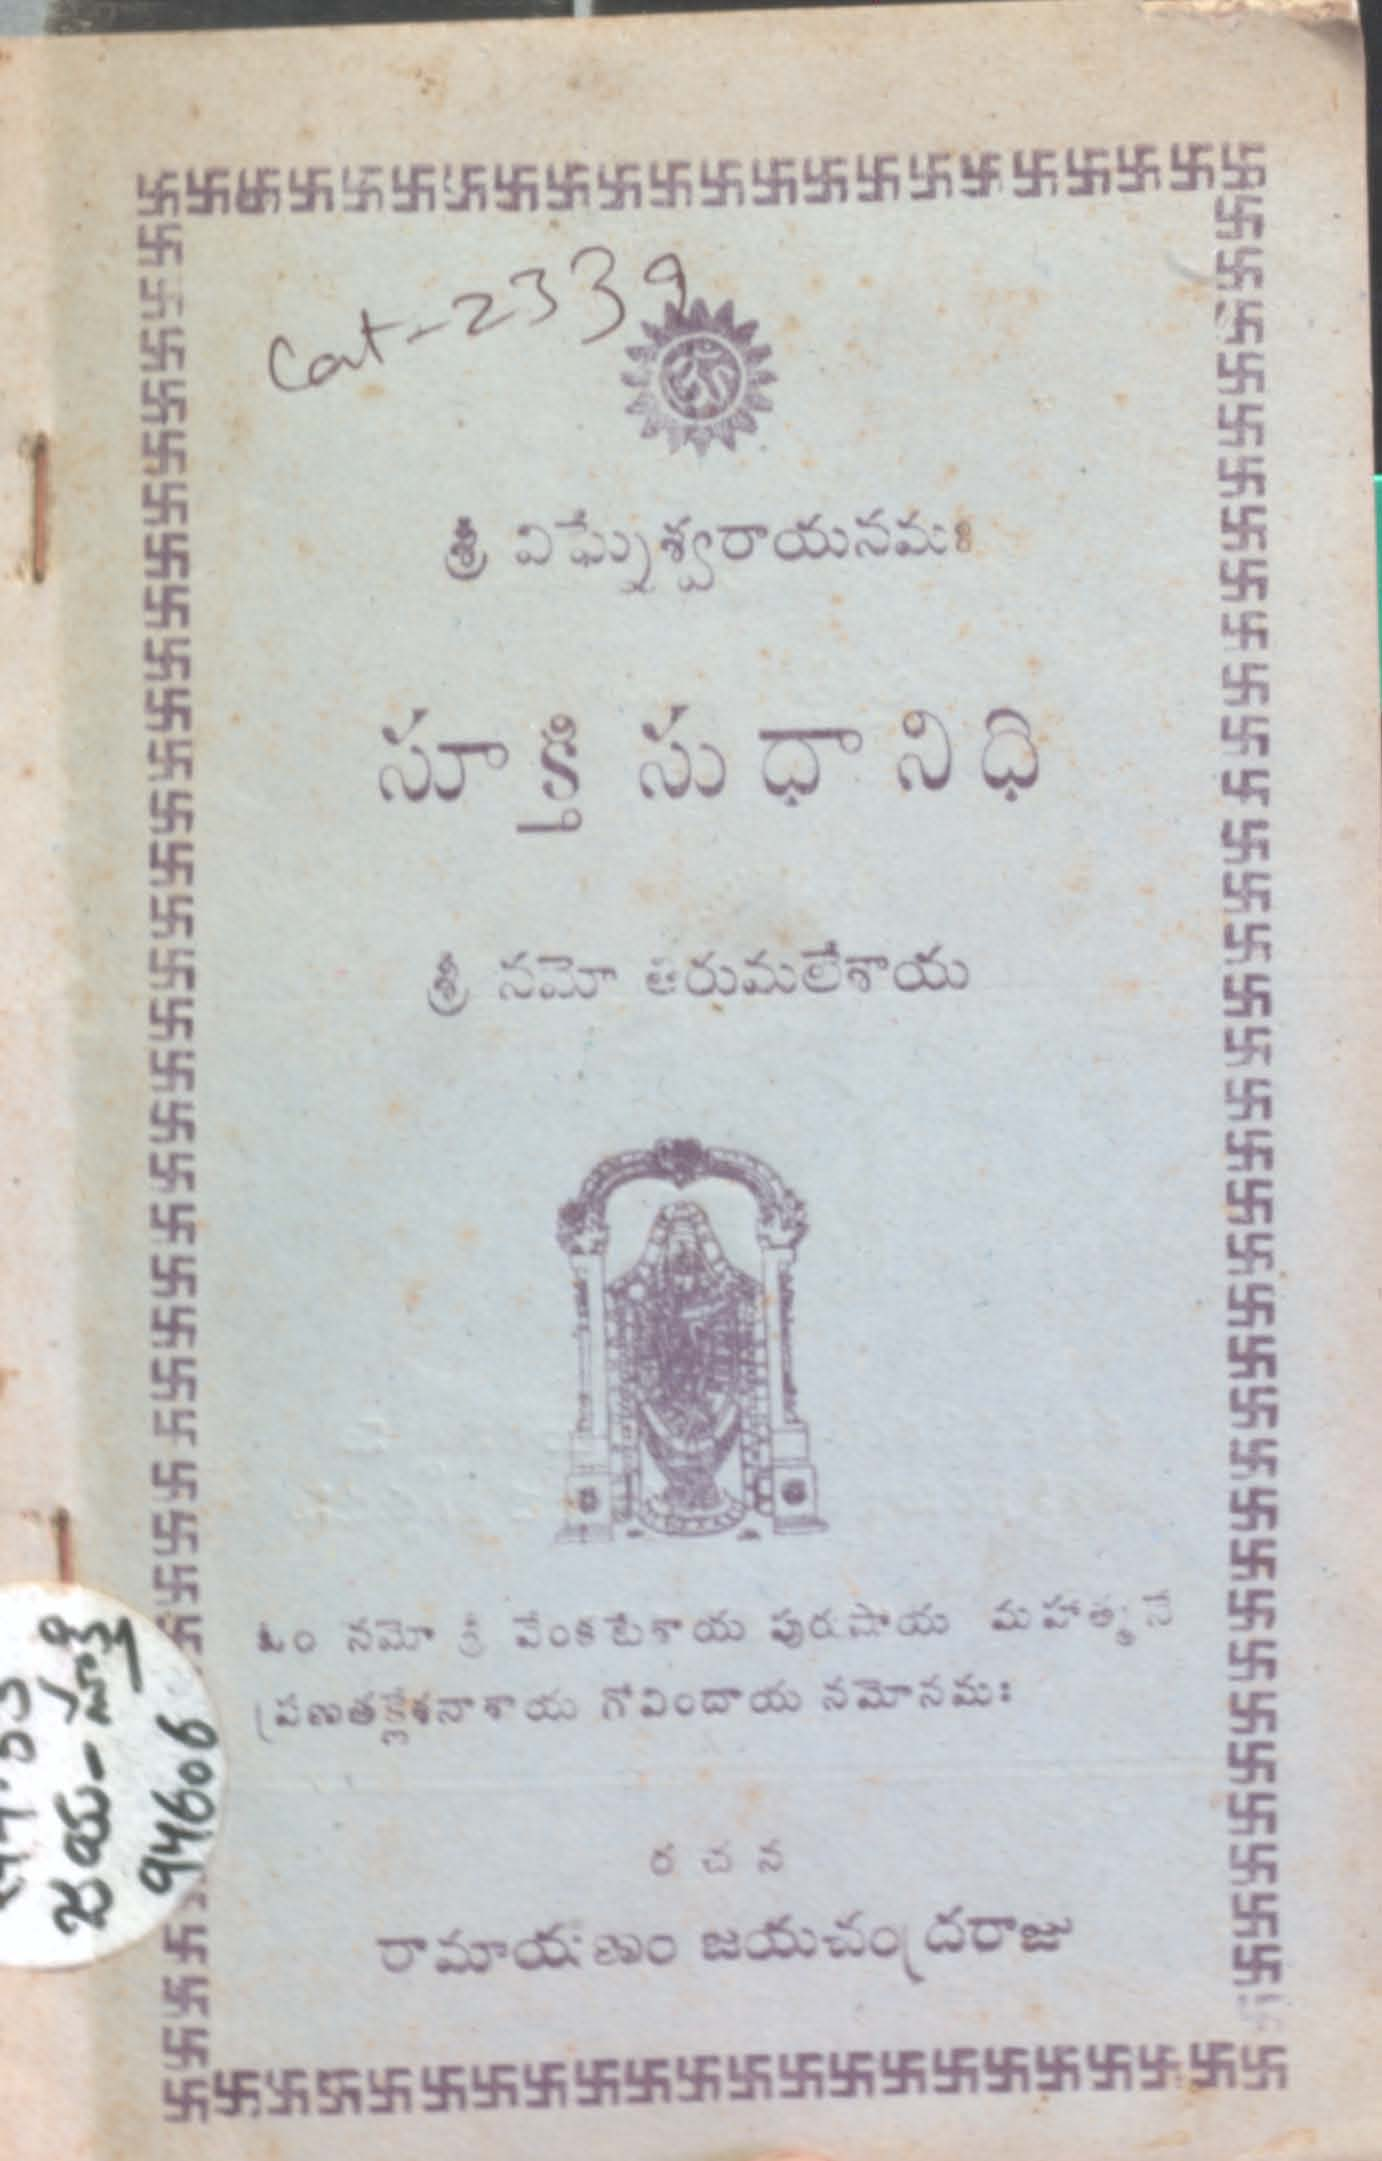 Cat-2339
ॐ
శ్రీ విఘ్నేశ్వరాయనమః
సూక్తి సుధానిధి
శ్రీ నమో తిరుమలేశాయ
ఓం నమో శ్రీ వేంకటేశాయ పురుషాయ మహాత్మనే
ప్రణతక్లేశనాశాయ గోవిందాయ నమోనమః
రచన
రామాయణం జయచంద్రరాజు
జయ-సూక్తి
94606